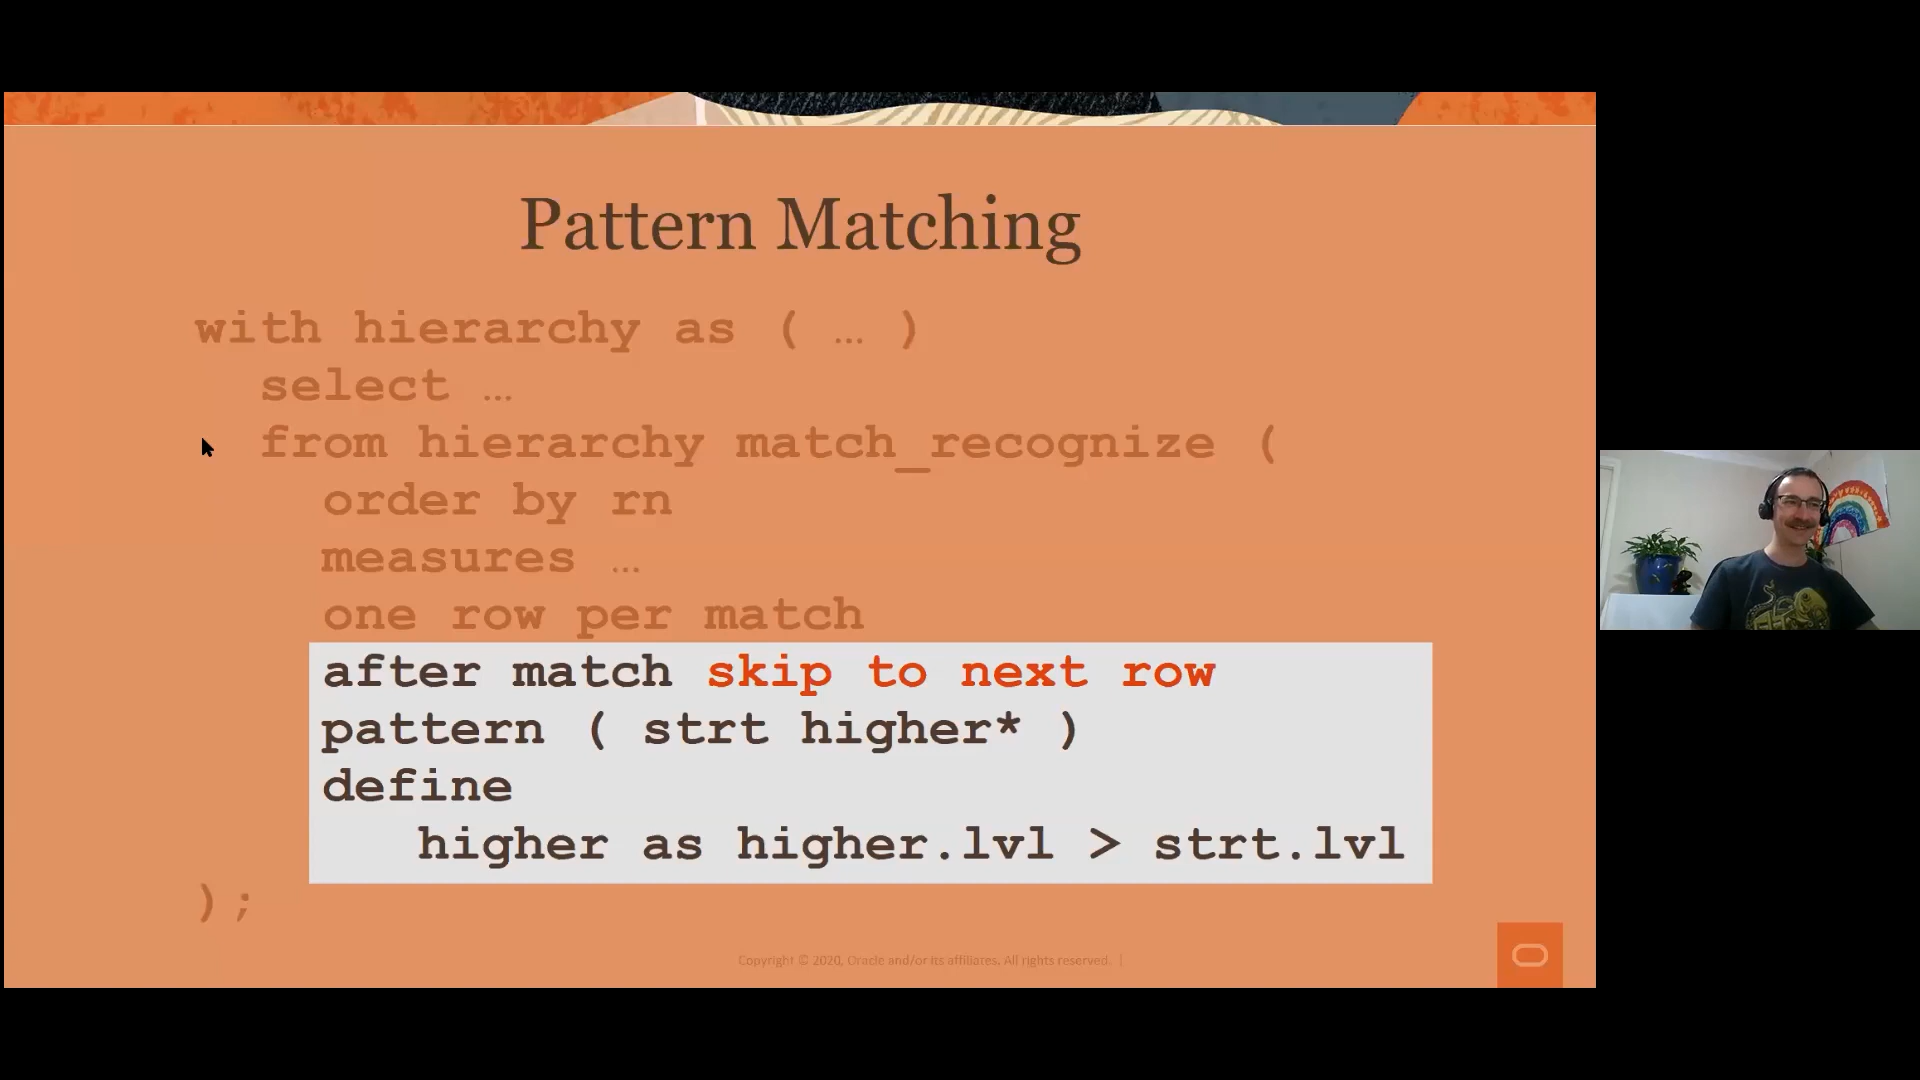 Pattern Matching
with hierarchy as ( … )
select …
from hierarchy match_recognize (
order by rn
measures …
one row per match
after match skip to next row
pattern ( strt higher* )
define
higher as higher.lvl > strt.lvl
);
Copyright © 2020, Oracle and/or its affiliates. All rights reserved. |